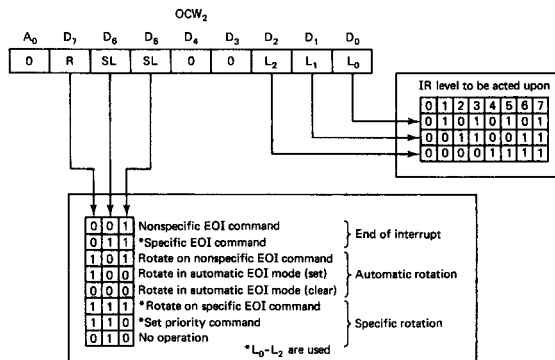 OCW2
A0 D7 D6 D5 D4 D3 D2 D1 D0
0 R SL SL 0 0 L2 L1 L0
IR level to be acted upon
0 1 2 3 4 5 6 7
0 1 0 1 0 1 0 1
0 0 1 1 0 0 1 1
0 0 0 0 1 1 1 1
0 0 1 Nonspecific EOI command
0 1 1 *Specific EOI command
End of interrupt
1 0 1 Rotate on nonspecific EOI command
1 0 0 Rotate in automatic EOI mode (set)
0 0 0 Rotate in automatic EOI mode (clear)
Automatic rotation
1 1 1 *Rotate on specific EOI command
1 1 0 *Set priority command
0 1 0 No operation
Specific rotation
*L0-L2 are used